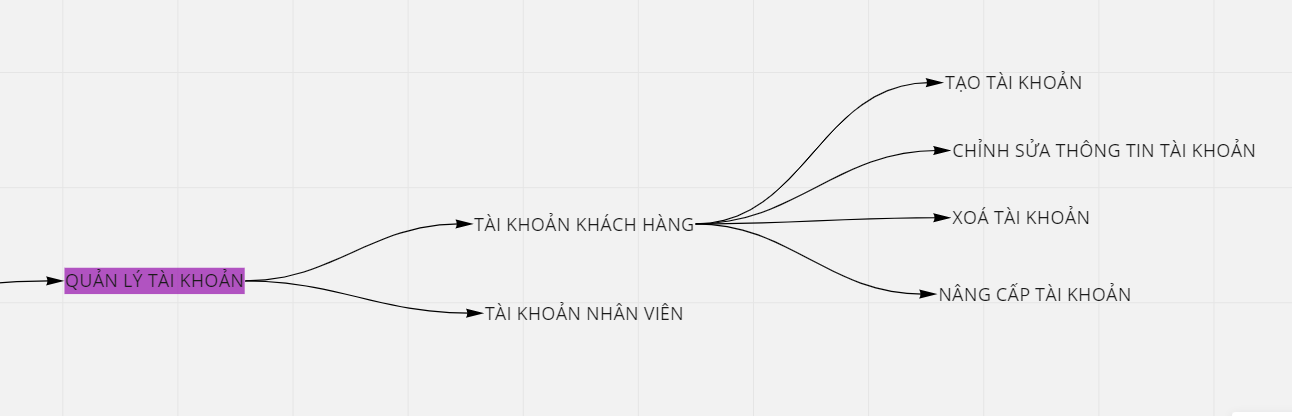 TẠO TÀI KHOẢN
CHỈNH SỬA THÔNG TIN TÀI KHOẢN
XOÁ TÀI KHOẢN
TÀI KHOẢN KHÁCH HÀNG
QUẢN LÝ TÀI KHOẢN
NÂNG CẤP TÀI KHOẢN
TÀI KHOẢN NHÂN VIÊN